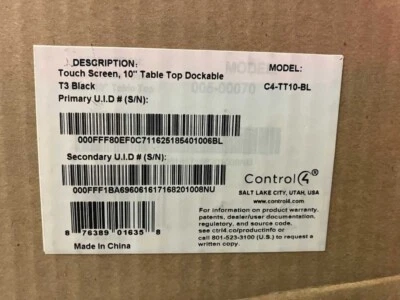 DESCRIPTION:
Touch Screen, 10" Table Top Dockable
T3 Black
MODEL:
C4-TT10-BL
006-00070
Primary U.I.D # (S/N):
000FFF80EF0C711625185401006BL
Secondary U.I.D # (S/N):
000FFF1BA696061617168201008NU
Control4®
SALT LAKE CITY, UTAH, USA
www.control4.com
For information on product warranty,
patents, dealer/user documentation,
regulatory, and source code,
see ctrl4.co/productinfo or
call 801-523-3100 (U.S.) to request a
written copy.
8 76389 01635 8
Made in China